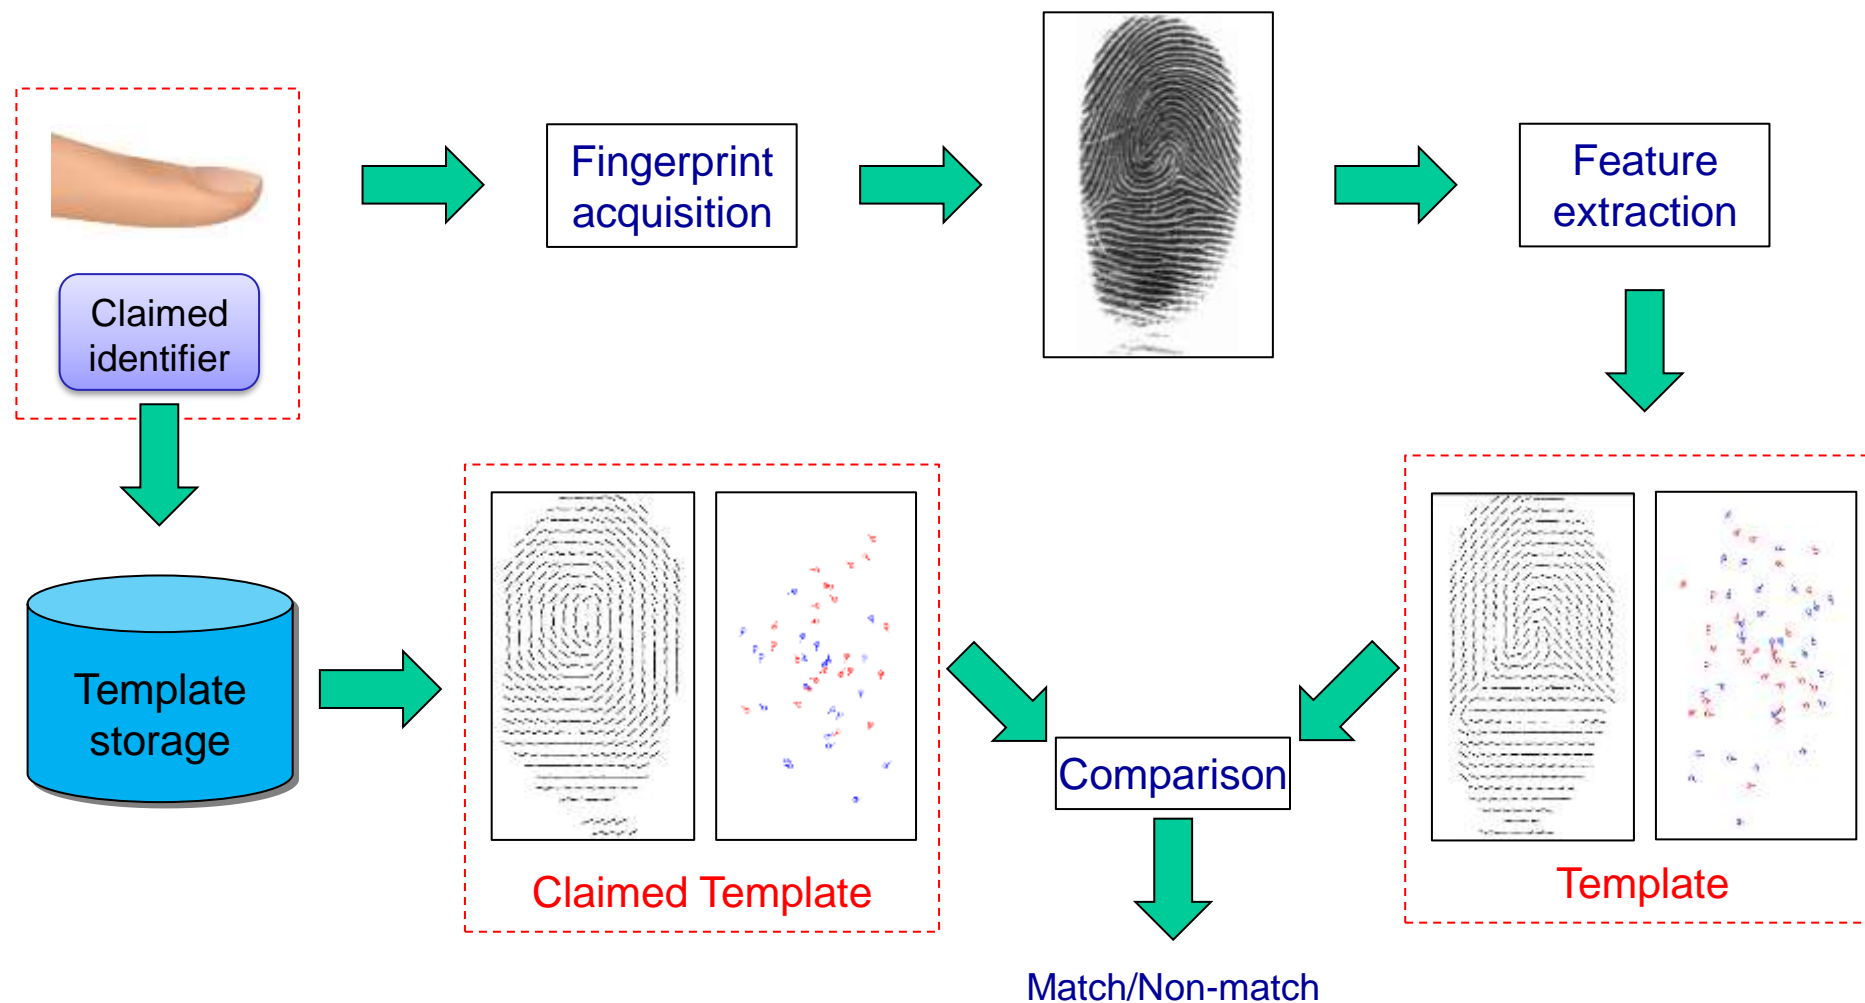 Fingerprint
acquisition
Feature
extraction
Claimed
identifier
Template
storage
Claimed Template
Comparison
Template
Match/Non-match